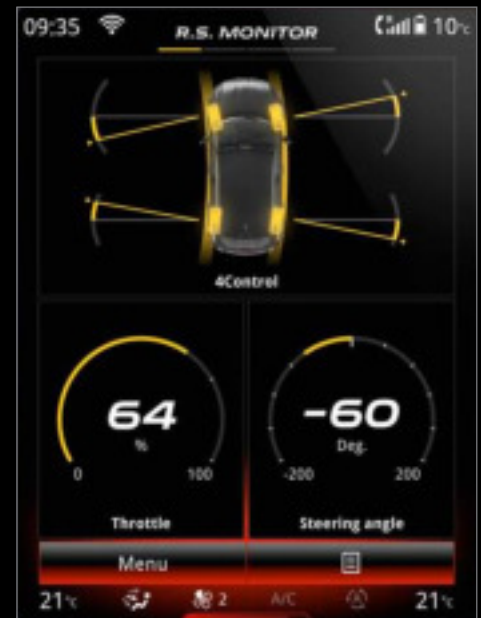 09:35 R.S. MONITOR 10°c
4Control
64 -60
% Deg.
0 100 -200 200
Throttle Steering angle
Menu
21°c 2 A/C 21°c